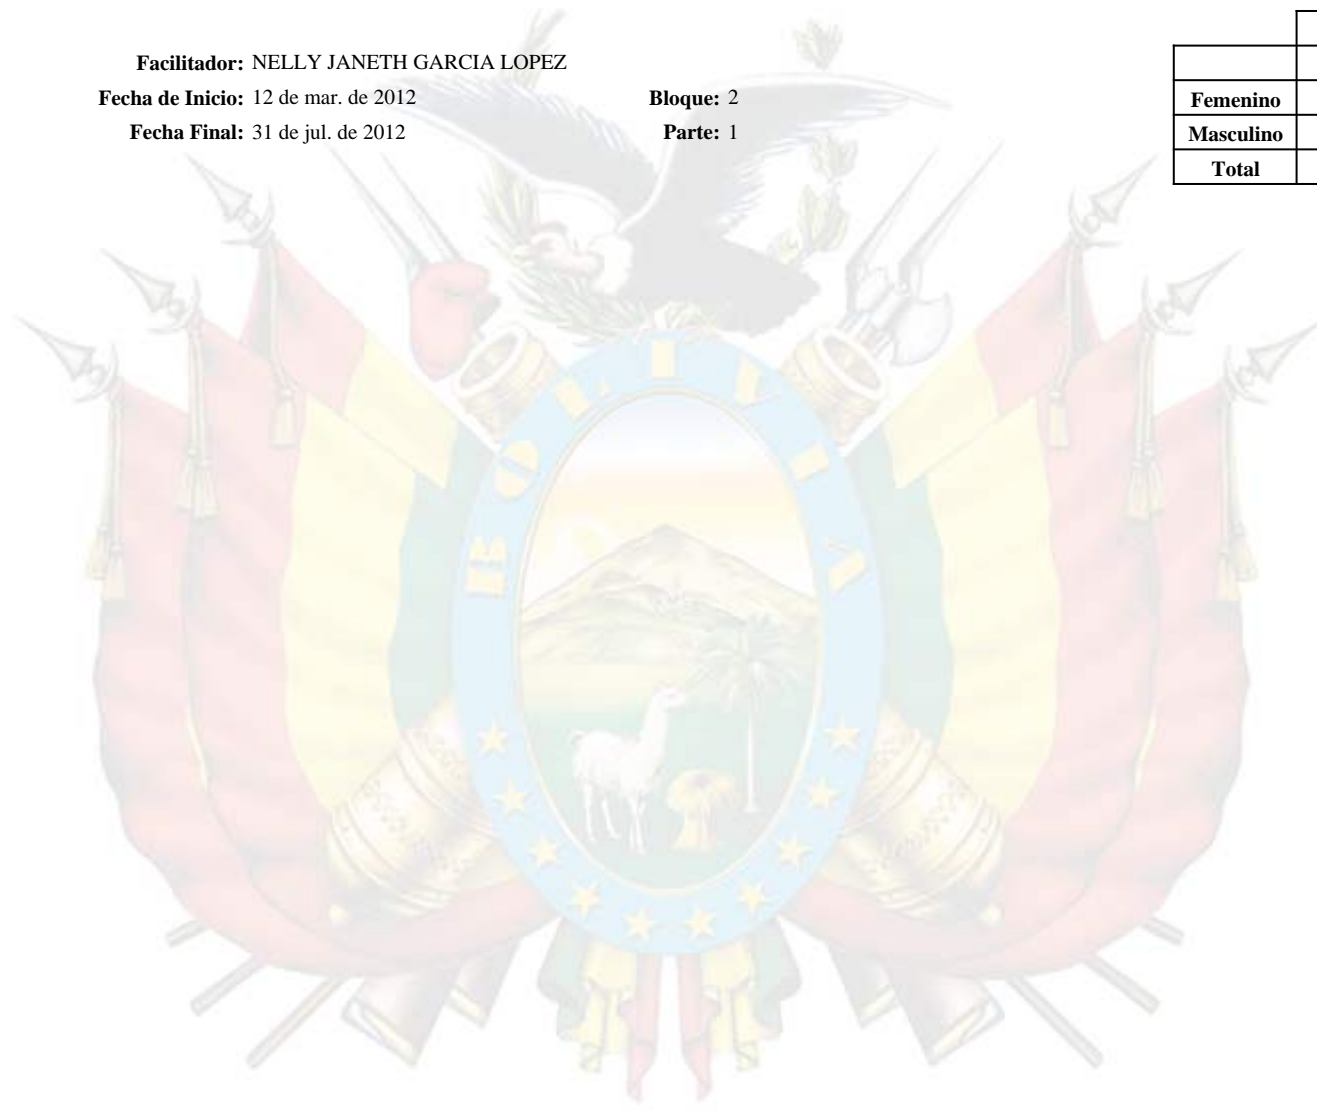 Facilitador: NELLY JANETH GARCIA LOPEZ
Fecha de Inicio: 12 de mar. de 2012 Bloque: 2
Fecha Final: 31 de jul. de 2012 Parte: 1
Femenino
Masculino
Total
BOLIVIA